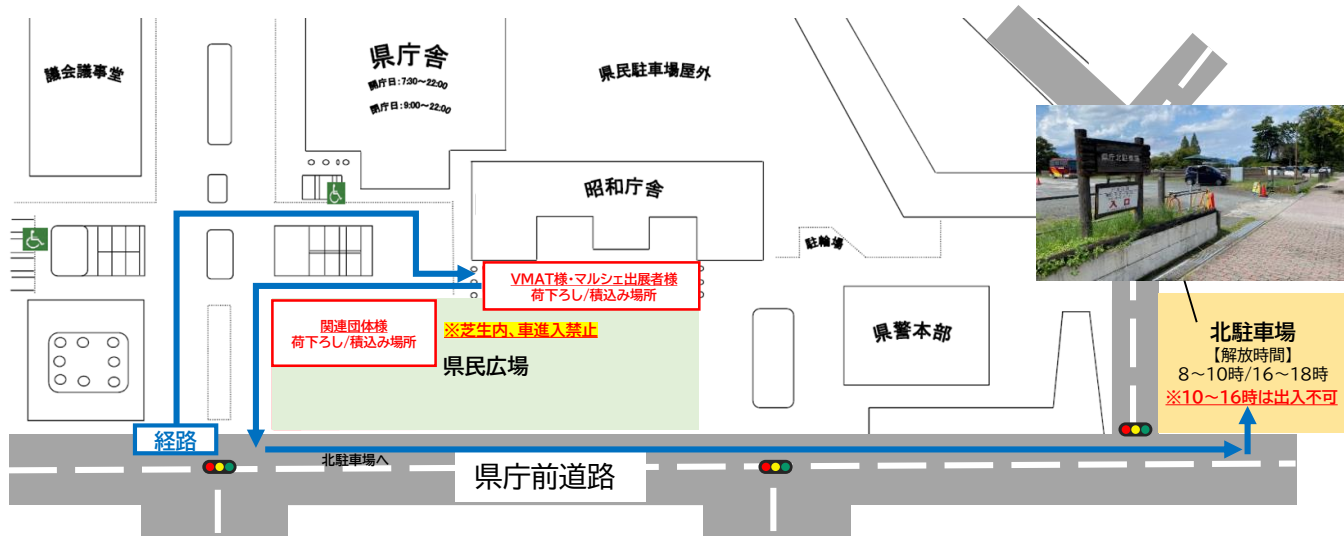 議会議事堂
県庁舎
開庁日:7:30～22:00
閉庁日:9:00～22:00
県民駐車場屋外
昭和庁舎
駐輪場
県庁北駐車場
入口
VMAT様・マルシェ出展者様
荷下ろし/積込み場所
関連団体様
荷下ろし/積込み場所
※芝生内、車進入禁止
県民広場
県警本部
北駐車場
【解放時間】
8～10時/16～18時
※10～16時は出入不可
経路
北駐車場へ
県庁前道路